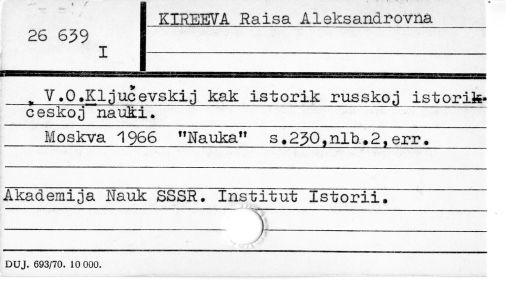 KIREEVA Raisa Aleksandrovna
26 639
I
V.O.Ključevskij kak istorik russkoj istorik-
českoj nauki.
Moskva 1966 "Nauka" s.230,nlb.2,err.
Akademija Nauk SSSR. Institut Istorii.
DUJ. 693/70. 10 000.